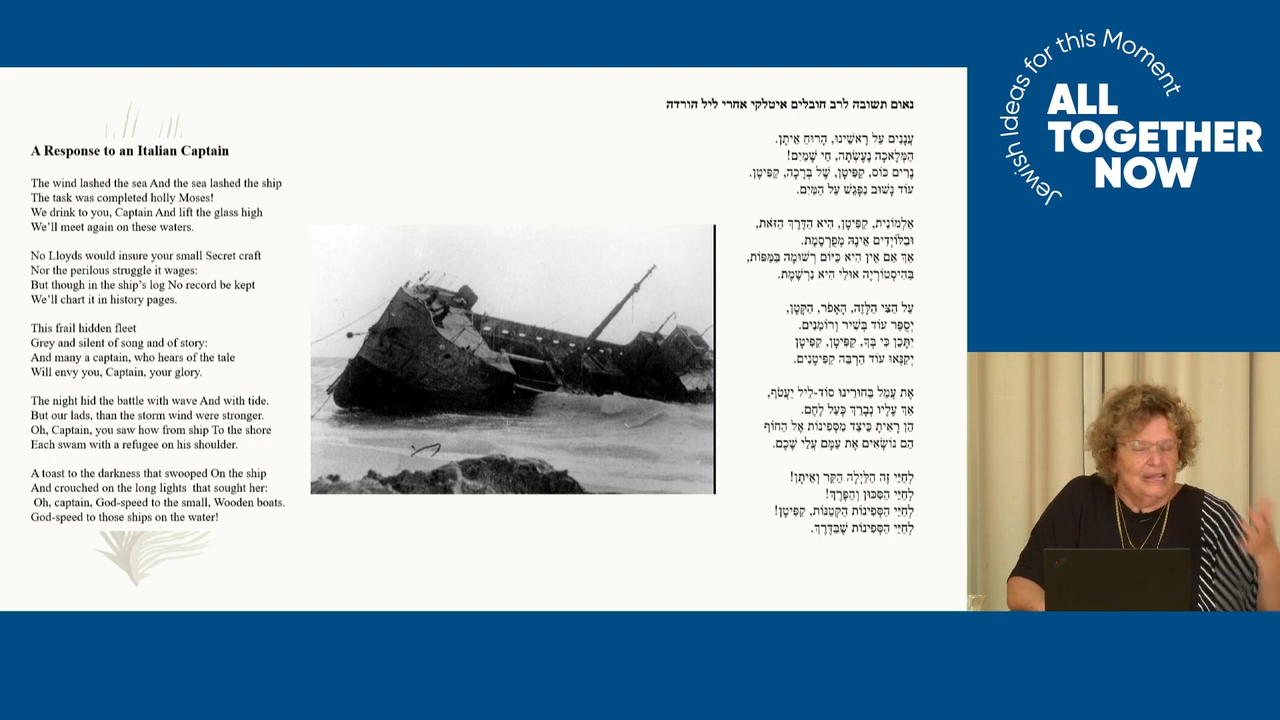 A Response to an Italian Captain
The wind lashed the sea And the sea lashed the ship
The task was completed holly Moses!
We drink to you, Captain And lift the glass high
We'll meet again on these waters.
No Lloyds would insure your small Secret craft
Nor the perilous struggle it wages:
But though in the ship's log No record be kept
We'll chart it in history pages.
This frail hidden fleet
Grey and silent of song and of story:
And many a captain, who hears of the tale
Will envy you, Captain, your glory.
The night hid the battle with wave And with tide.
But our lads, than the storm wind were stronger.
Oh, Captain, you saw how from ship To the shore
Each swam with a refugee on his shoulder.
A toast to the darkness that swooped On the ship
And crouched on the long lights that sought her:
Oh, captain, God-speed to the small, Wooden boats.
God-speed to those ships on the water!
נאום תשובה לרב חובלים איטלקי אחרי ליל הורדה
עֲנָנִים עַל רָאשֵׁינוּ, הָרוּחַ אֵיתָן.
הַמְּלָאכָה נַעֶשְׂתָה, חֵי שָׁמַיִם!
נָרִים כּוֹס, קַפִּיטָן, שֶׁל בְּרָכָה, קַפִּיטָן.
עוֹד נָשׁוּב נִפָּגֵשׁ עַל הַמַּיִם.
אַלְמוֹנִית, קַפִּיטָן, הִיא הַדֶּרֶךְ הַזֹּאת,
וּבַלּוֹיְדִים אֵינָהּ מְפֻרְסֶמֶת.
אַךְ אִם אֵין הִיא כַּיּוֹם רְשׁוּמָה בַּמַּפּוֹת,
בַּהִיסְטוֹרְיָה אוּלַי הִיא נִרְשֶׁמֶת.
עַל הַצִּי הַלָּזֶה, הָאָפֹר, הַקָּטָן,
יְסֻפַּר עוֹד בְּשִׁיר וְרוֹמַנִים.
יִתָּכֵן כִּי בְּךָ, קַפִּיטָן, קַפִּיטָן
יְקַנְּאוּ עוֹד הַרְבֵּה קַפִּיטָנִים.
אֶת עֲמַל בַּחוּרֵינוּ סוֹד-לֵיל יַעֲטֹף,
אַךְ עָלָיו נְבָרֵךְ כְּעַל לֶחֶם.
הֵן רָאִיתָ כֵּיצַד מִסְּפִינוֹת אֶל הַחוֹף
הֵם נוֹשְׂאִים אֶת עַמָּם עֲלֵי שֶׁכֶם.
לְחַיֵּי זֶה הַלַּיְלָה הַקַּר וְאֵיתָן!
לְחַיֵּי הַסִּכּוּן וְהַפֶּרֶךְ!
לְחַיֵּי הַסְּפִינוֹת הַקְּטַנּוֹת, קַפִּיטָן!
לְחַיֵּי הַסְּפִינוֹת שֶׁבַּדֶּרֶךְ.
Jewish Ideas for this Moment
ALL
TOGETHER
NOW